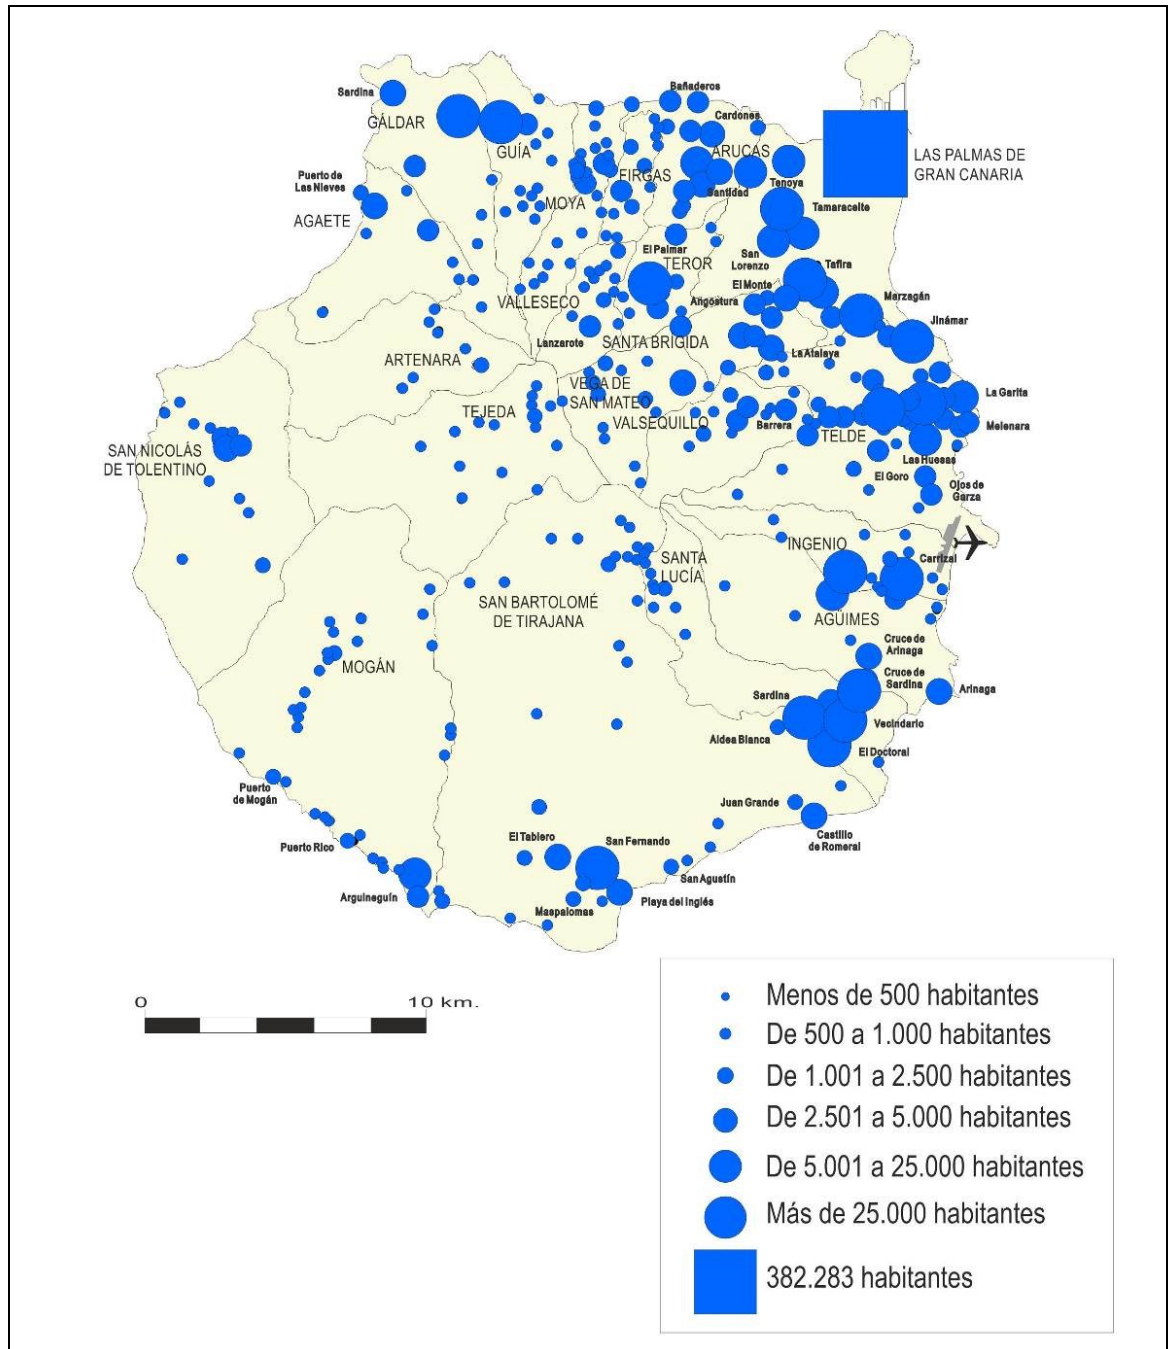 Bañaderos
Sardina
GÁLDAR
Cardones
GUÍA
ARUCAS
LAS PALMAS DE
GRAN CANARIA
Puerto de
Las Nieves
FIRGAS
Tenoya
Santidad
MOYA
AGAETE
Tamaraceite
El Palmar
San
Lorenzo
TEROR
Tafira
El Monte
VALLESECO
Angostura
Marzagán
Jinámar
Lanzarote
SANTA BRIGIDA
La Atalaya
ARTENARA
VEGA DE
SAN MATEO
La Garita
TEJEDA
VALSEQUILLO
Barrera
TELDE
Melenara
SAN NICOLÁS
DE TOLENTINO
Las Huesas
El Goro
Ojos de
Garza
INGENIO
Carrizal
SANTA
LUCÍA
SAN BARTOLOMÉ
DE TIRAJANA
AGÜIMES
Cruce de
Arinaga
MOGÁN
Cruce de
Sardina
Arinaga
Sardina
Vecindario
Aldea Blanca
El Doctoral
Puerto
de Mogán
Juan Grande
Castillo
de Romeral
Puerto Rico
El Tablero
San Fernando
San Agustín
Arguineguín
Maspalomas
Playa del Inglés
0 10 km.
Menos de 500 habitantes
De 500 a 1.000 habitantes
De 1.001 a 2.500 habitantes
De 2.501 a 5.000 habitantes
De 5.001 a 25.000 habitantes
Más de 25.000 habitantes
382.283 habitantes